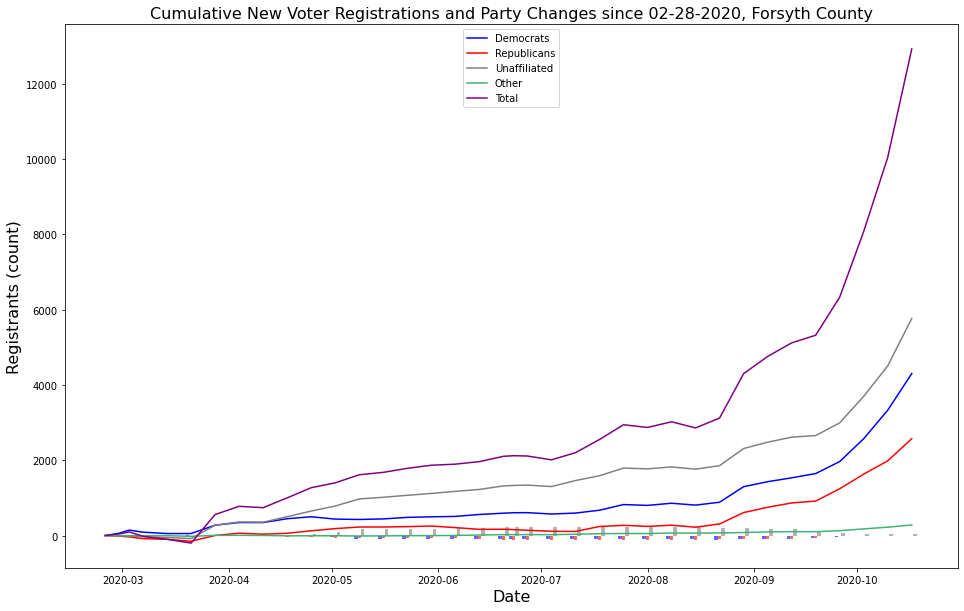 Cumulative New Voter Registrations and Party Changes since 02-28-2020, Forsyth County
Democrats
Republicans
Unaffiliated
Other
Total
Registrants (count)
12000
10000
8000
6000
4000
2000
0
2020-03 2020-04 2020-05 2020-06 2020-07 2020-08 2020-09 2020-10
Date